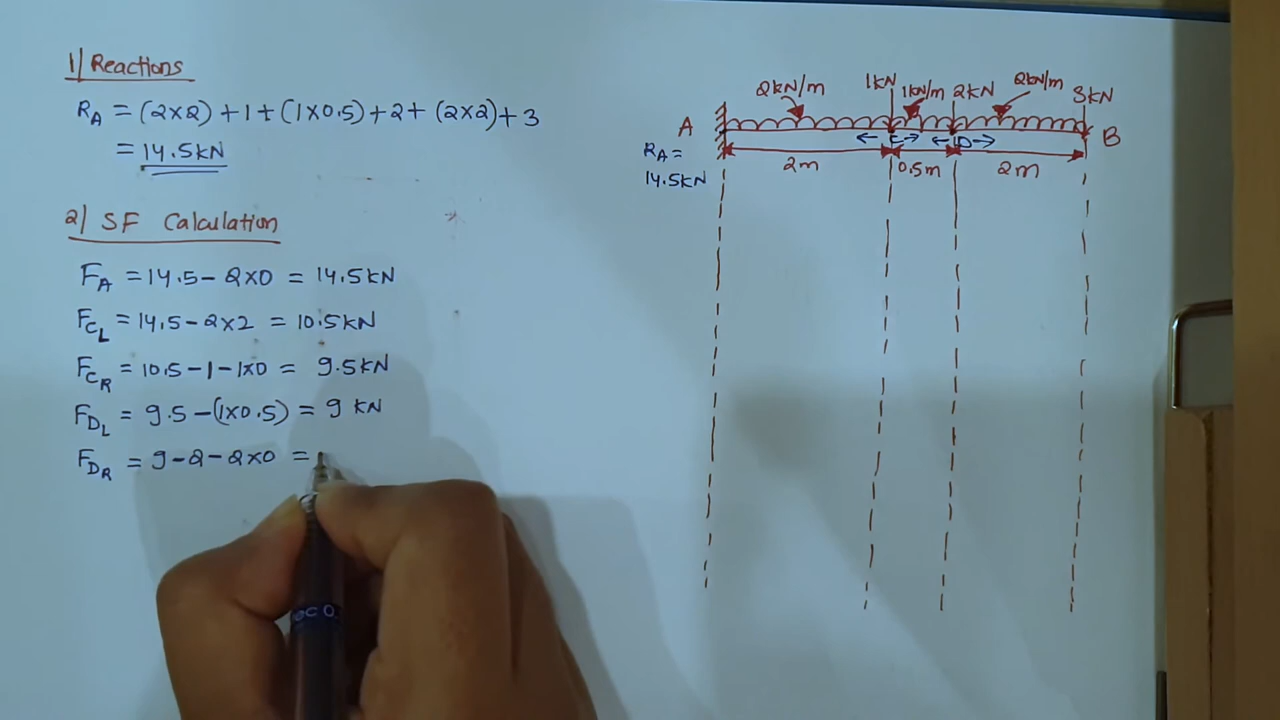 1) Reactions
RA = (2×2) + 1 + (1×0.5) + 2 + (2×2) + 3
= 14.5kN
2) SF Calculation
FA = 14.5 - 2×0 = 14.5kN
FCL = 14.5 - 2×2 = 10.5kN
FCR = 10.5 - 1 - 1×0 = 9.5kN
FDL = 9.5 - (1×0.5) = 9 kN
FDR = 9 - 2 - 2×0 =
2kN/m 1kN 1kN/m 2kN 2kN/m 3kN
A B
← C → ← D →
RA =
14.5kN
2m 0.5m 2m